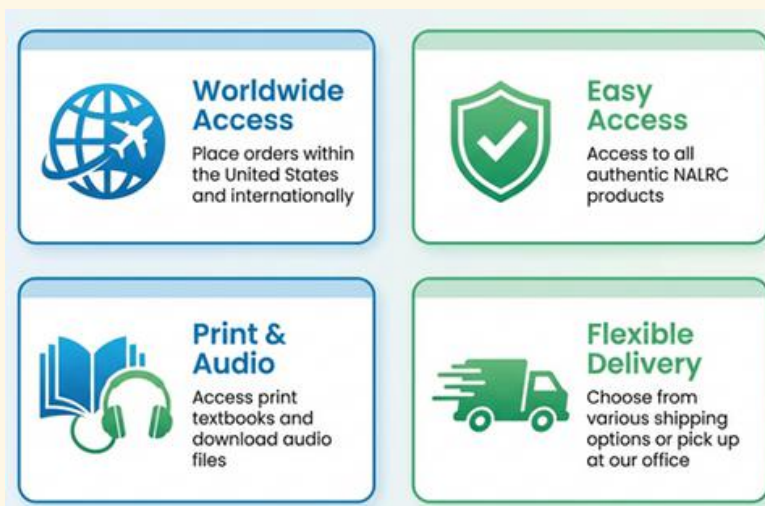 Worldwide
Access
Place orders within
the United States
and internationally
Easy
Access
Access to all
authentic NALRC
products
Print &
Audio
Access print
textbooks and
download audio
files
Flexible
Delivery
Choose from
various shipping
options or pick up
at our office